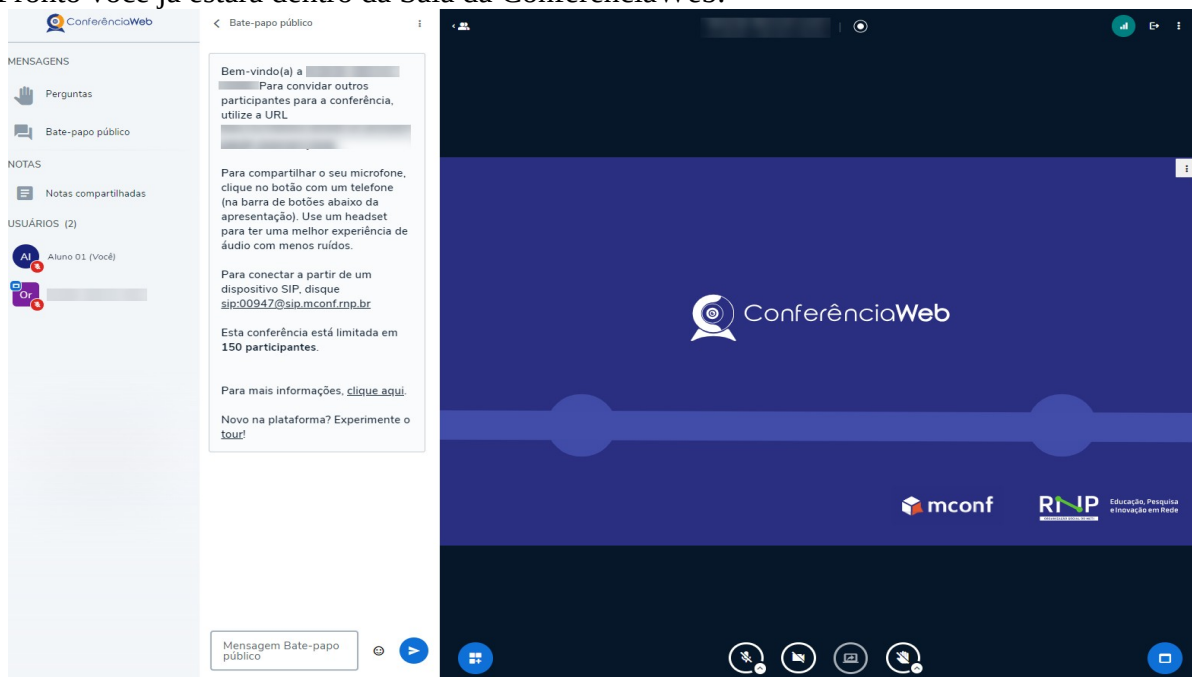 Pronto você já estará dentro da Sala da ConferênciaWeb.
ConferênciaWeb
MENSAGENS
Perguntas
Bate-papo público
NOTAS
Notas compartilhadas
USUÁRIOS (2)
Al
Aluno 01 (Você)
Or
Bate-papo público
Bem-vindo(a) a
Para convidar outros
participantes para a conferência,
utilize a URL
Para compartilhar o seu microfone,
clique no botão com um telefone
(na barra de botões abaixo da
apresentação). Use um headset
para ter uma melhor experiência de
áudio com menos ruídos.
Para conectar a partir de um
dispositivo SIP, disque
sip:00947@sip.mconf.rnp.br
Esta conferência está limitada em
150 participantes.
Para mais informações, clique aqui.
Novo na plataforma? Experimente o
tour!
Mensagem Bate-papo
público
ConferênciaWeb
mconf
RNP
Educação, Pesquisa
e Inovação em Rede